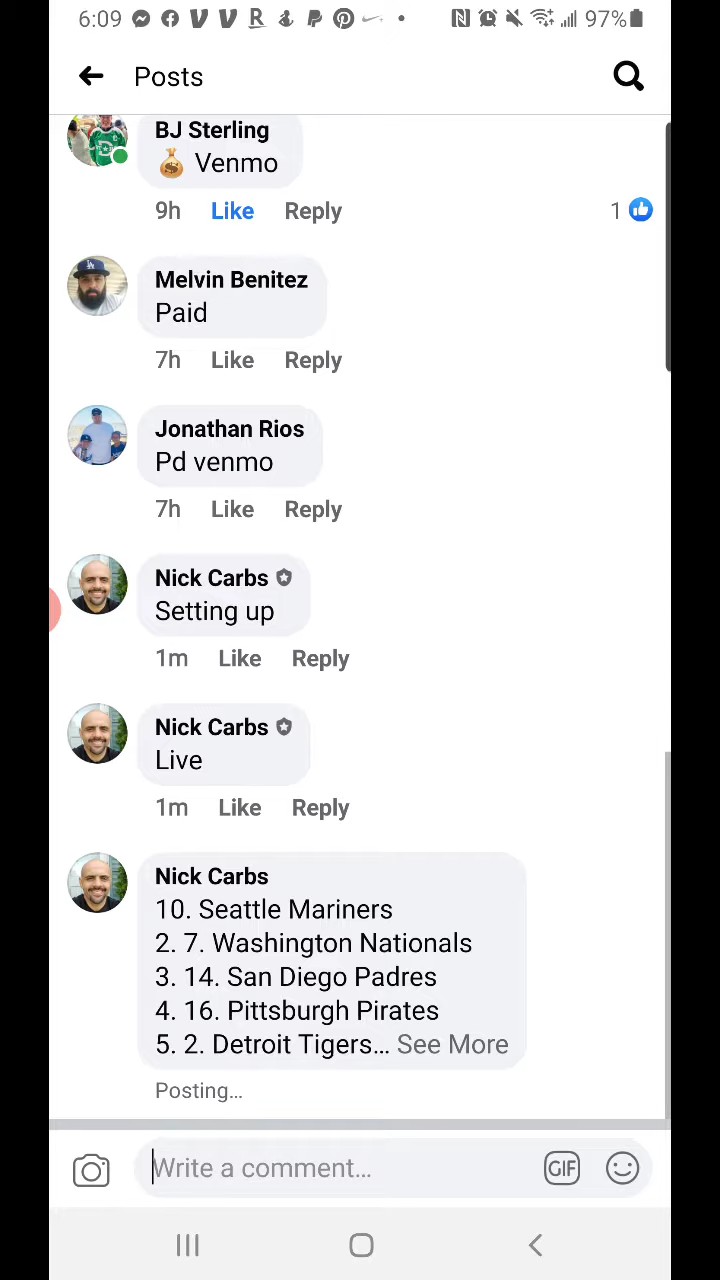 6:09 97%
Posts
BJ Sterling
💰 Venmo
9h Like Reply 1
Melvin Benitez
Paid
7h Like Reply
Jonathan Rios
Pd venmo
7h Like Reply
Nick Carbs
Setting up
1m Like Reply
Nick Carbs
Live
1m Like Reply
Nick Carbs
10. Seattle Mariners
2. 7. Washington Nationals
3. 14. San Diego Padres
4. 16. Pittsburgh Pirates
5. 2. Detroit Tigers... See More
Posting...
Write a comment... GIF